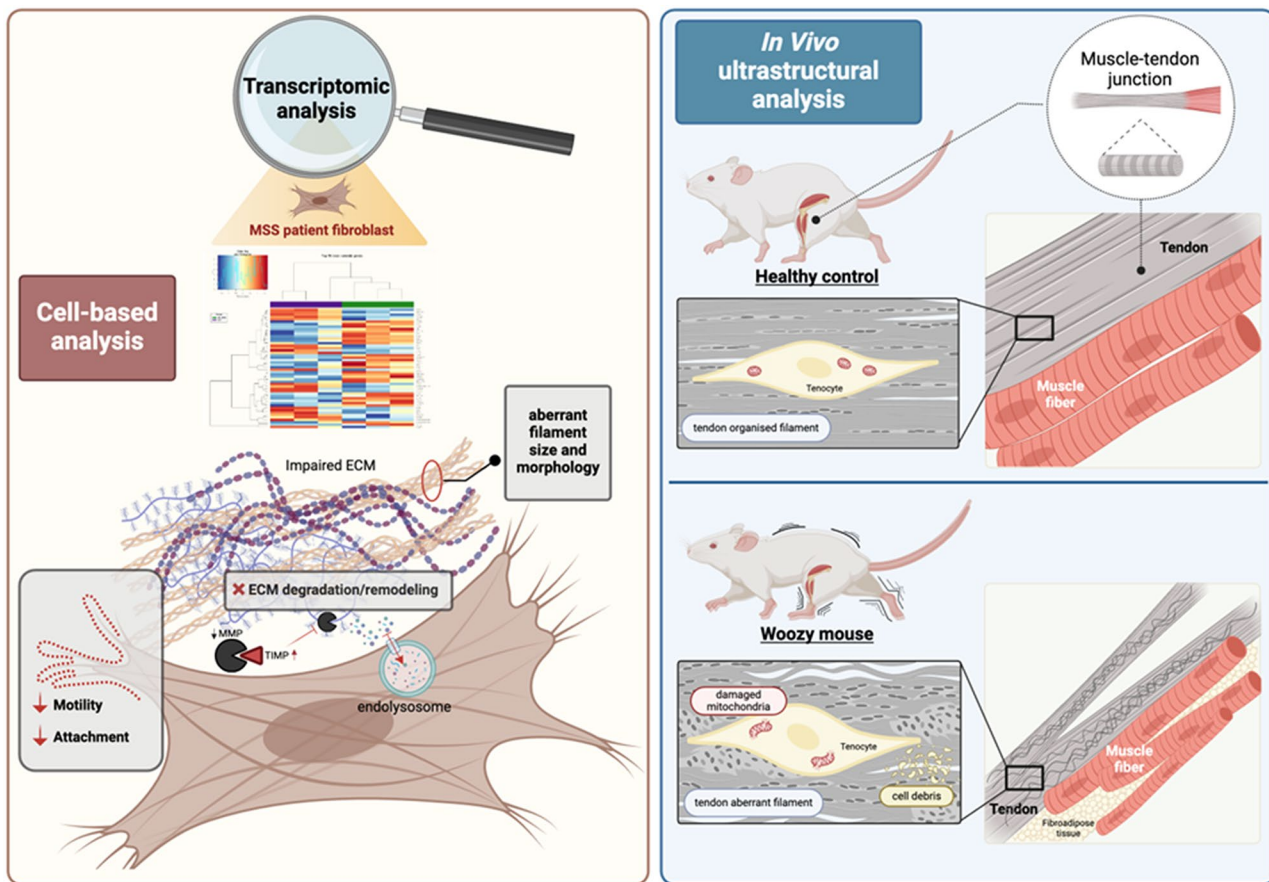 Transcriptomic
analysis
MSS patient fibroblast
Cell-based
analysis
Impaired ECM
aberrant
filament
size and
morphology
✖ ECM degradation/remodeling
↓MMP
TIMP ↑
endolysosome
↓ Motility
↓ Attachment
In Vivo
ultrastructural
analysis
Muscle-tendon
junction
Healthy control
Tendon
Muscle
fiber
Tenocyte
tendon organised filament
Woozy mouse
damaged
mitochondria
Tenocyte
tendon aberrant filament
cell debris
Muscle
fiber
Tendon
Fibroadipose
tissue